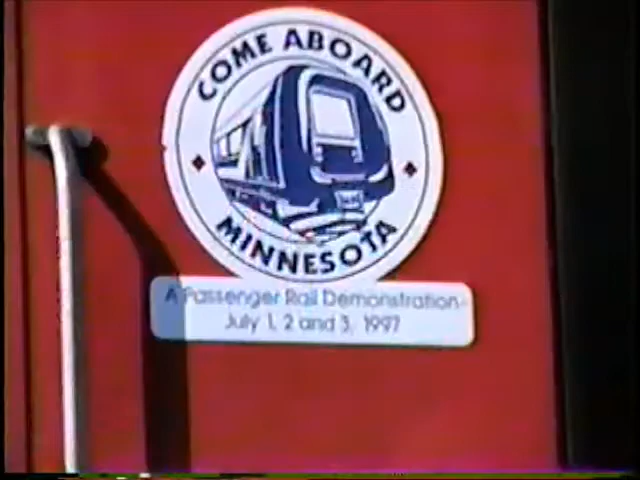 COME ABOARD
MINNESOTA
A Passenger Rail Demonstration-
July 1, 2 and 3, 1997